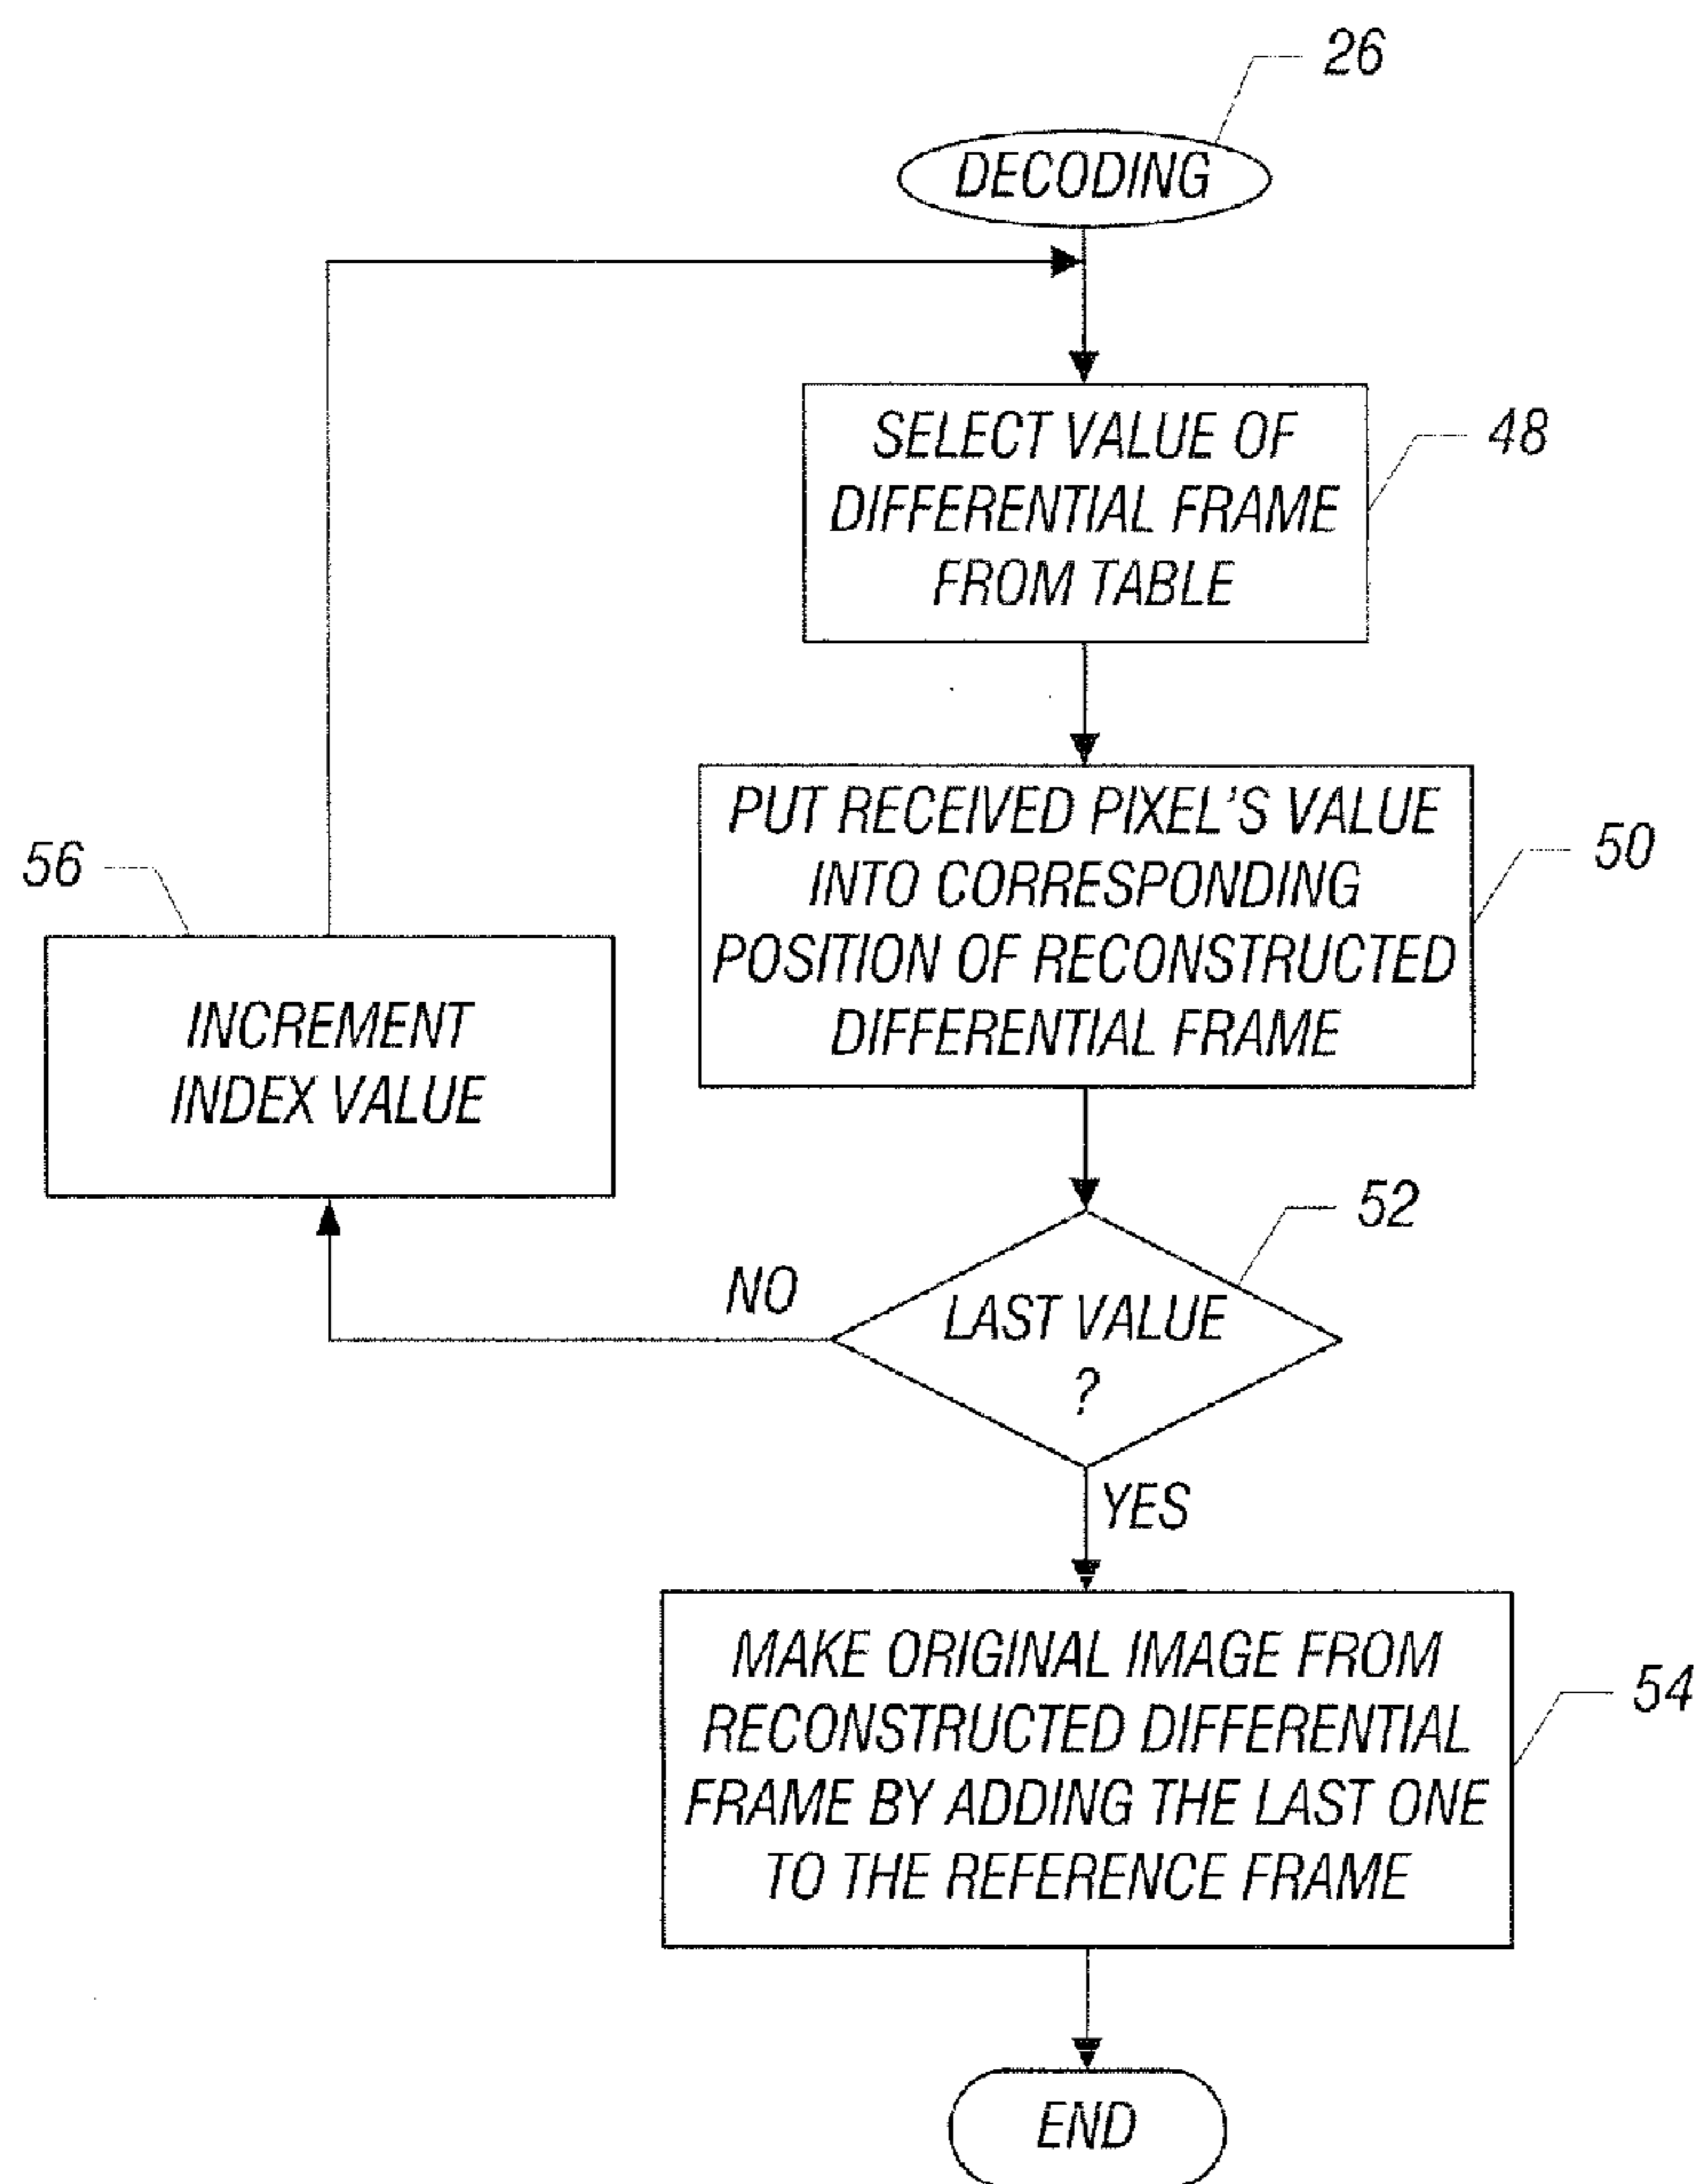 26
DECODING
SELECT VALUE OF
DIFFERENTIAL FRAME
FROM TABLE
48
PUT RECEIVED PIXEL'S VALUE
INTO CORRESPONDING
POSITION OF RECONSTRUCTED
DIFFERENTIAL FRAME
50
56
INCREMENT
INDEX VALUE
52
NO
LAST VALUE
?
YES
MAKE ORIGINAL IMAGE FROM
RECONSTRUCTED DIFFERENTIAL
FRAME BY ADDING THE LAST ONE
TO THE REFERENCE FRAME
54
END